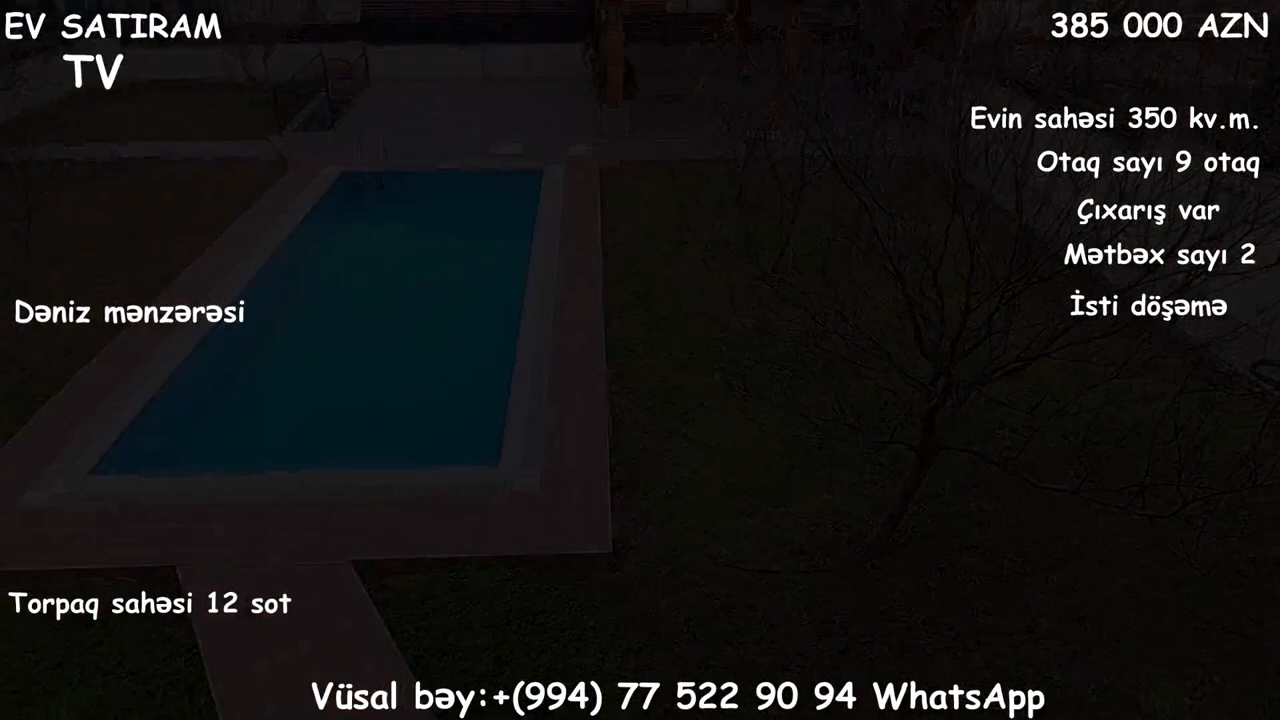 EV SATIRAM
TV
385 000 AZN
Evin sahəsi 350 kv.m.
Otaq sayı 9 otaq
Çıxarış var
Mətbəx sayı 2
İsti döşəmə
Dəniz mənzərəsi
Torpaq sahəsi 12 sot
Vüsal bəy:+(994) 77 522 90 94 WhatsApp